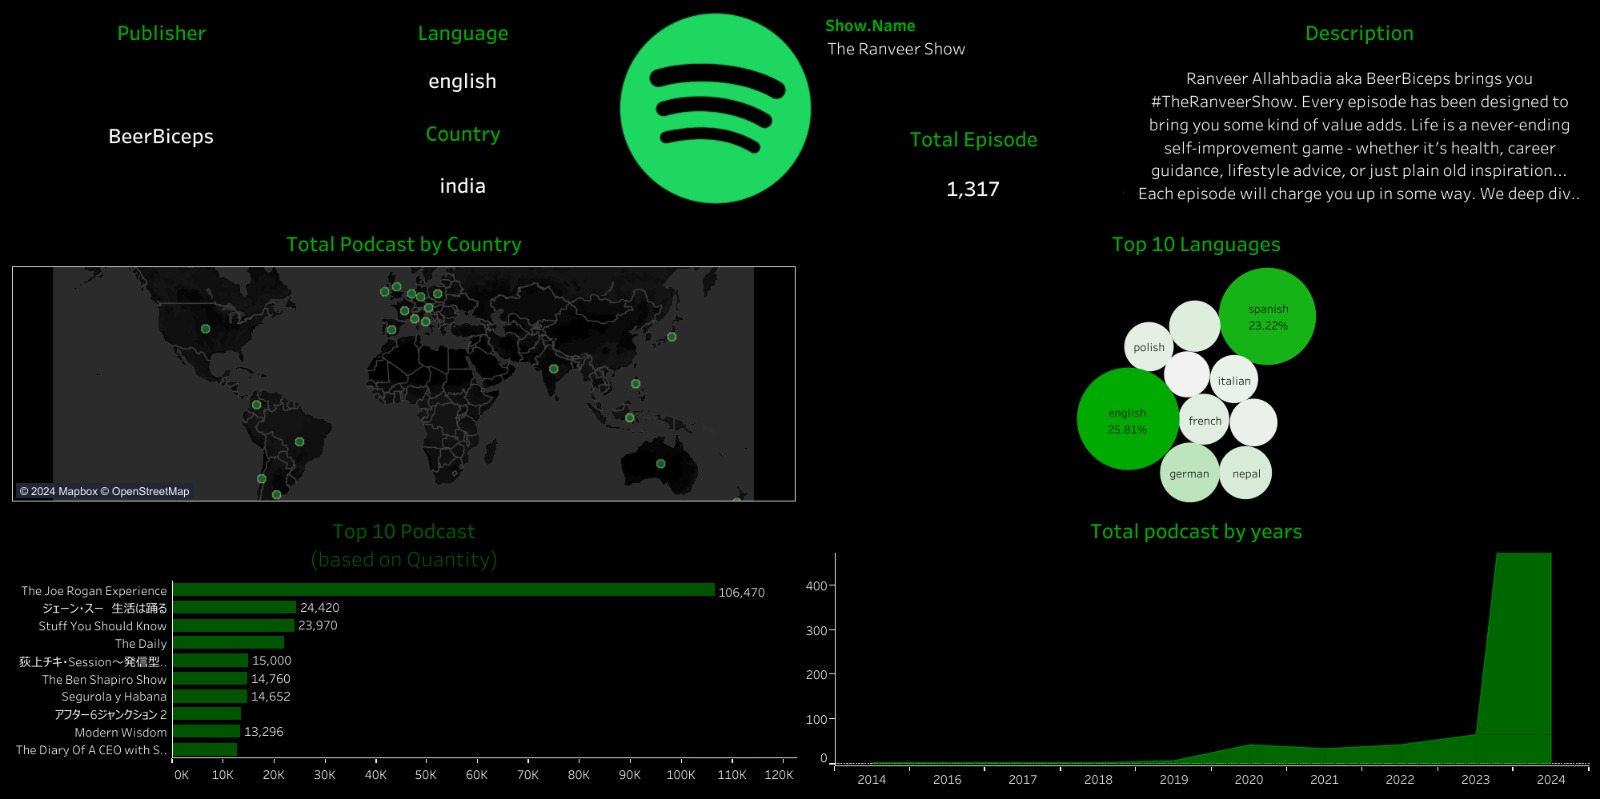 Publisher
BeerBiceps
Language
english
Country
india
Show.Name
The Ranveer Show
Total Episode
1,317
Description
Ranveer Allahbadia aka BeerBiceps brings you
#TheRanveerShow. Every episode has been designed to
bring you some kind of value adds. Life is a never-ending
self-improvement game - whether it’s health, career
guidance, lifestyle advice, or just plain old inspiration...
Each episode will charge you up in some way. We deep div..
Total Podcast by Country
© 2024 Mapbox © OpenStreetMap
Top 10 Languages
spanish
23.22%
polish
italian
english
25.81%
french
german
nepal
Top 10 Podcast
(based on Quantity)
The Joe Rogan Experience 106,470
ジェーン・スー　生活は踊る 24,420
Stuff You Should Know 23,970
The Daily
荻上チキ・Session～発信型.. 15,000
The Ben Shapiro Show 14,760
Segurola y Habana 14,652
アフター6ジャンクション 2
Modern Wisdom 13,296
The Diary Of A CEO with S..
0K 10K 20K 30K 40K 50K 60K 70K 80K 90K 100K 110K 120K
Total podcast by years
400
300
200
100
0
2014 2016 2017 2018 2019 2020 2021 2022 2023 2024